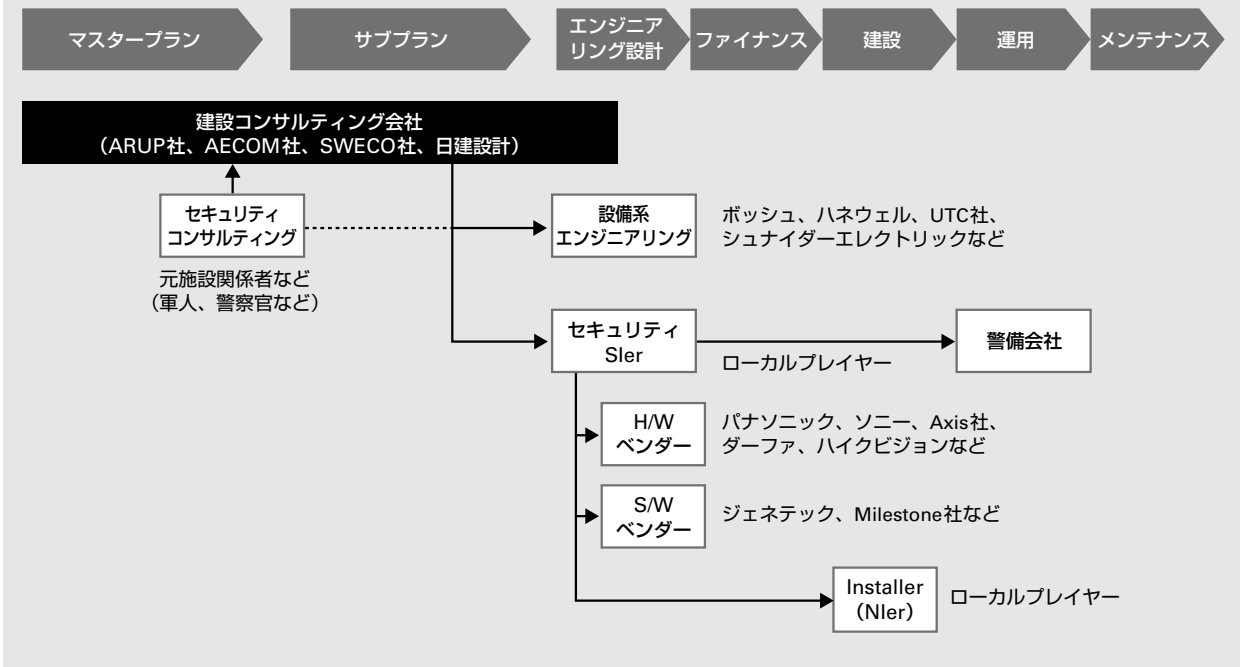 マスタープラン
サブプラン
エンジニア
リング設計
ファイナンス
建設
運用
メンテナンス
建設コンサルティング会社
（ARUP社、AECOM社、SWECO社、日建設計）
セキュリティ
コンサルティング
元施設関係者など
（軍人、警察官など）
設備系
エンジニアリング
ボッシュ、ハネウェル、UTC社、
シュナイダーエレクトリックなど
セキュリティ
SIer
ローカルプレイヤー
警備会社
H/W
ベンダー
パナソニック、ソニー、Axis社、
ダーファ、ハイクビジョンなど
S/W
ベンダー
ジェネテック、Milestone社など
Installer
（NIer）
ローカルプレイヤー